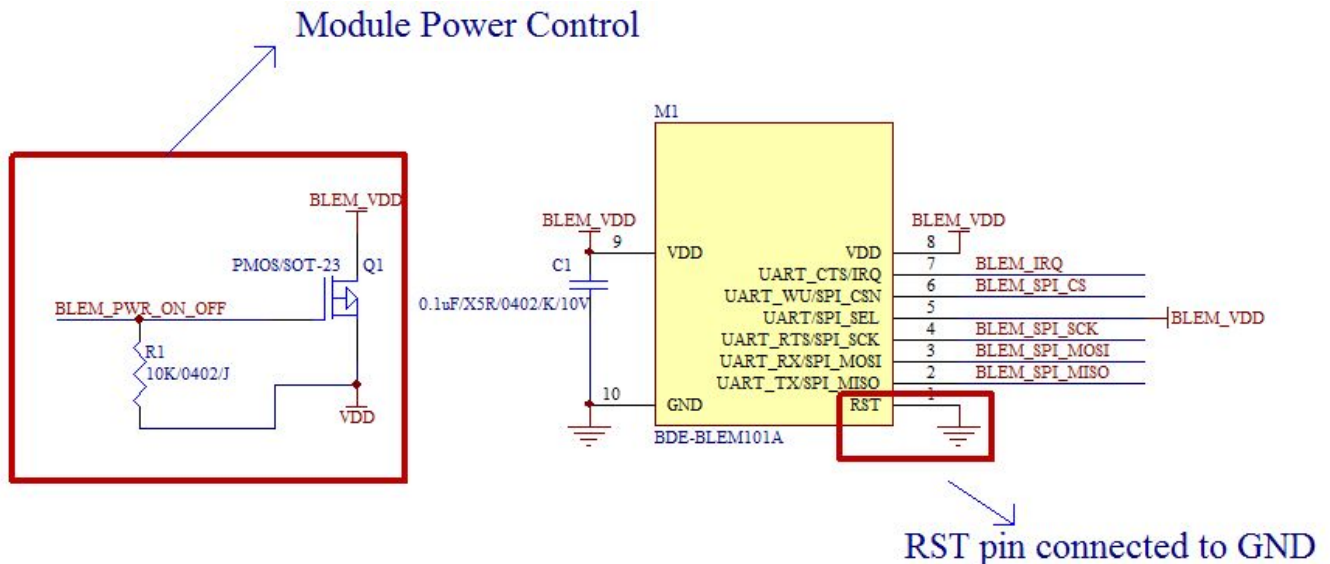 Module Power Control
BLEM_VDD
PMOS/SOT-23 Q1
BLEM_PWR_ON_OFF
R1
10K/0402/J
VDD
M1
BLEM_VDD
9 VDD
C1
0.1uF/X5R/0402/K/10V
10 GND
BDE-BLEM101A
BLEM_VDD
VDD 8
UART_CTS/IRQ 7 BLEM_IRQ
UART_WU/SPI_CSN 6 BLEM_SPI_CS
UART/SPI_SEL 5 BLEM_VDD
UART_RTS/SPI_SCK 4 BLEM_SPI_SCK
UART_RX/SPI_MOSI 3 BLEM_SPI_MOSI
UART_TX/SPI_MISO 2 BLEM_SPI_MISO
RST 1
RST pin connected to GND